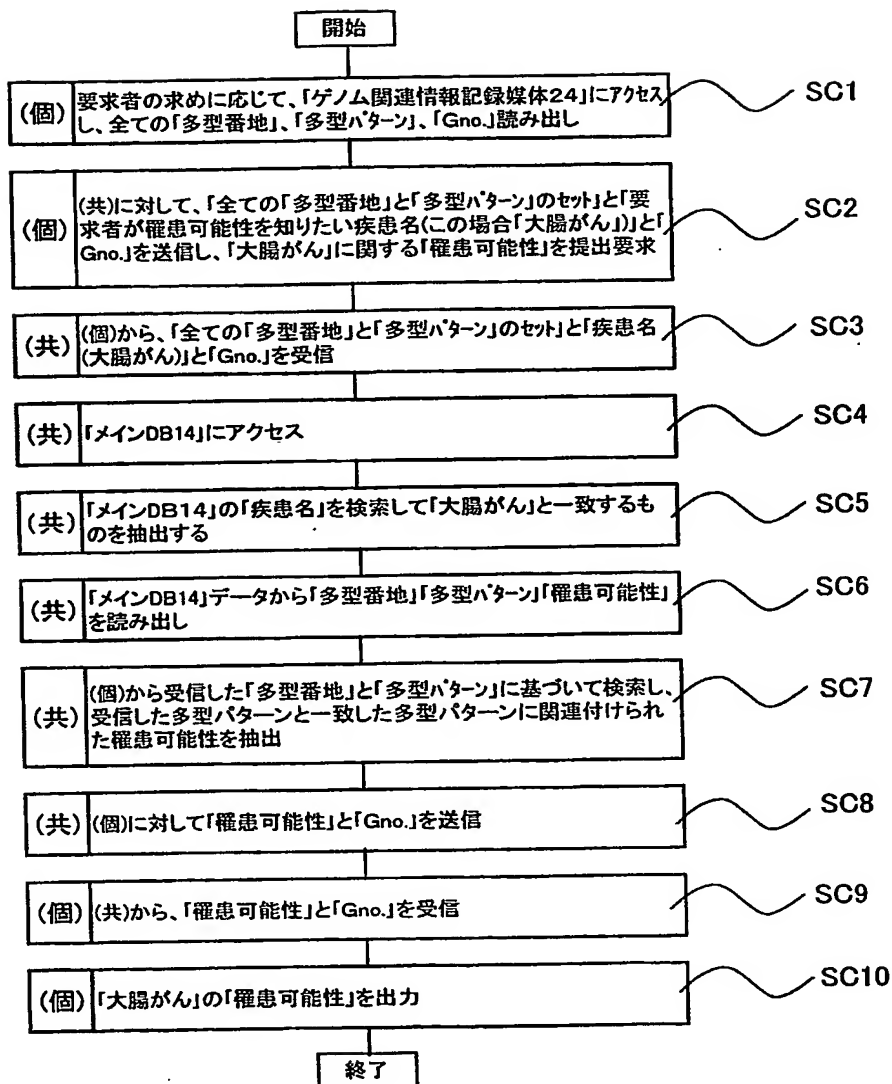 開始
(個) 要求者の求めに応じて、「ゲノム関連情報記録媒体24」にアクセス
し、全ての「多型番地」、「多型パターン」、「Gno.」読み出し
SC1
(個) (共)に対して、「全ての「多型番地」と「多型パターン」のセット」と「要
求者が罹患可能性を知りたい疾患名(この場合「大腸がん」)」と「
Gno.」を送信し、「大腸がん」に関する「罹患可能性」を提出要求
SC2
(共) (個)から、「全ての「多型番地」と「多型パターン」のセット」と「疾患名
(大腸がん)」と「Gno.」を受信
SC3
(共) 「メインDB14」にアクセス
SC4
(共) 「メインDB14」の「疾患名」を検索して「大腸がん」と一致するも
のを抽出する
SC5
(共) 「メインDB14」データから「多型番地」「多型パターン」「罹患可能性」
を読み出し
SC6
(共) (個)から受信した「多型番地」と「多型パターン」に基づいて検索し、
受信した多型パターンと一致した多型パターンに関連付けられ
た罹患可能性を抽出
SC7
(共) (個)に対して「罹患可能性」と「Gno.」を送信
SC8
(個) (共)から、「罹患可能性」と「Gno.」を受信
SC9
(個) 「大腸がん」の「罹患可能性」を出力
SC10
終了